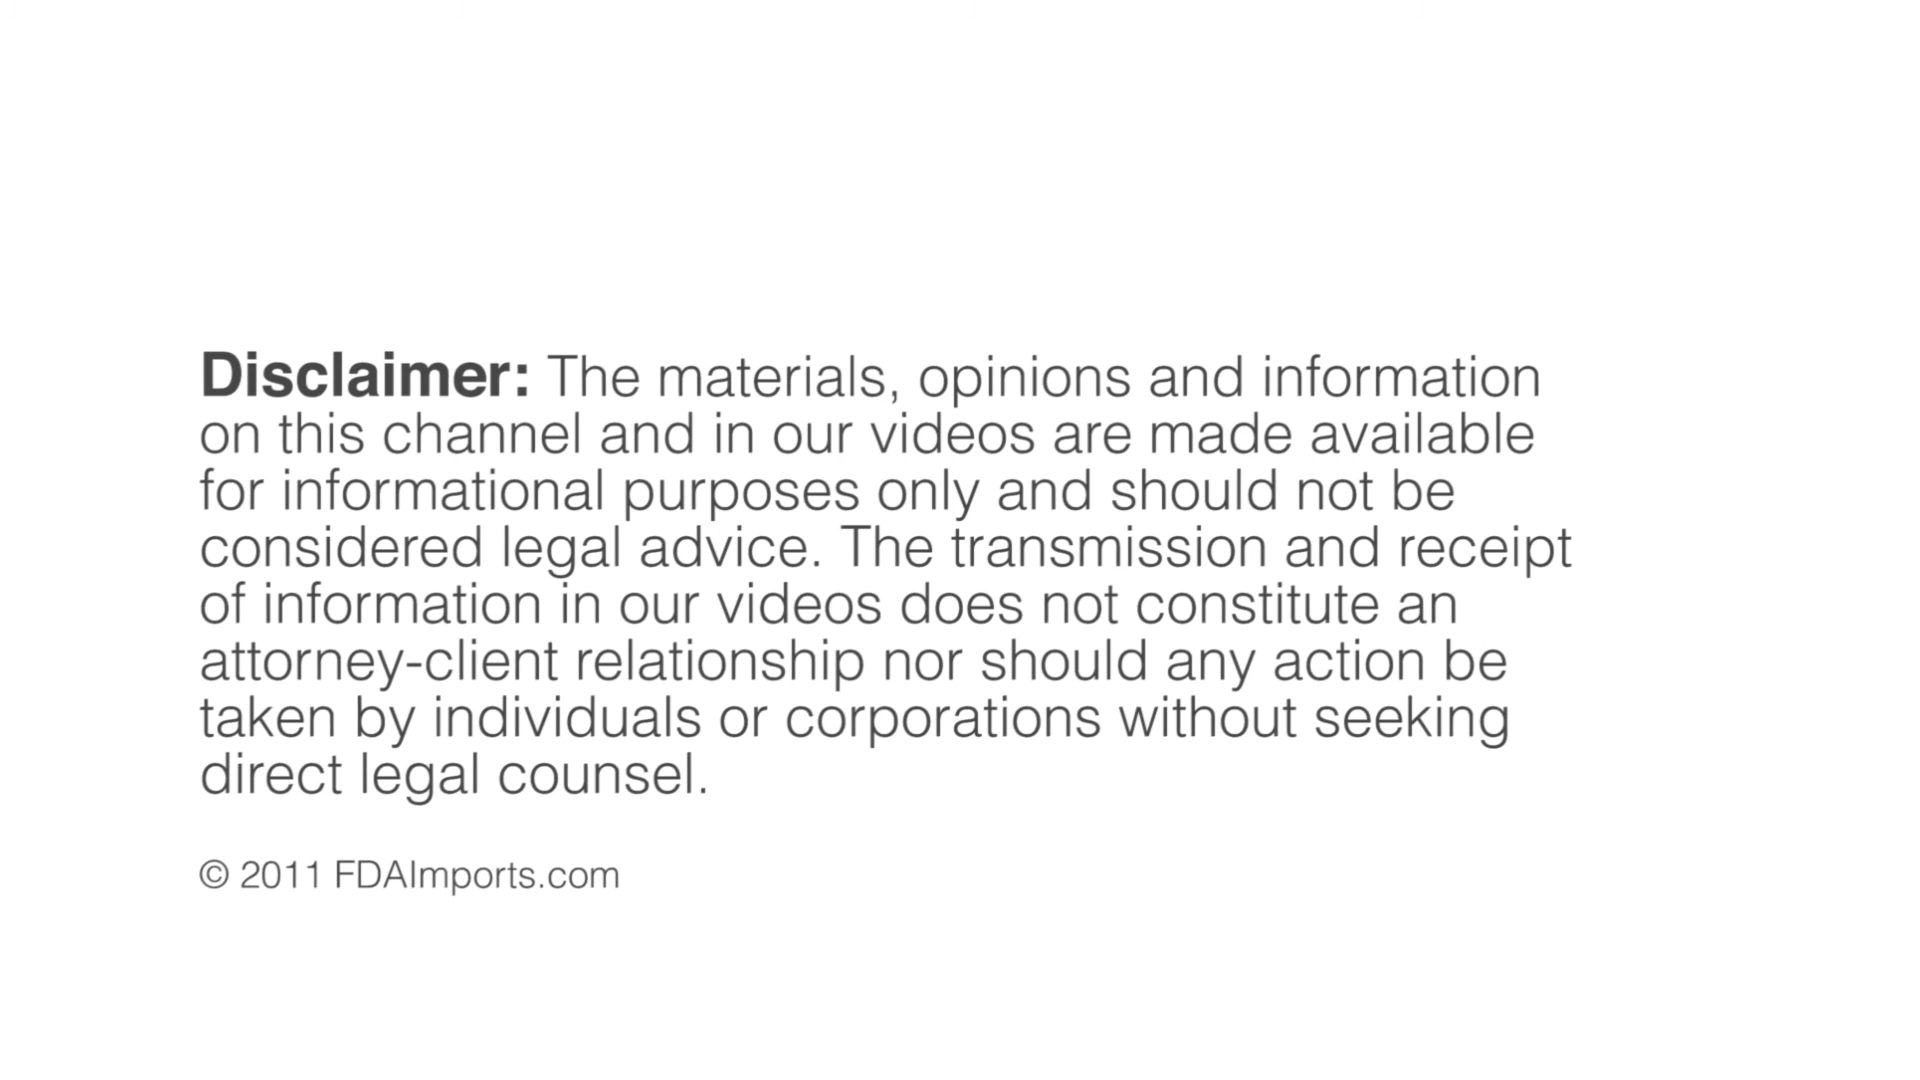 Disclaimer: The materials, opinions and information
on this channel and in our videos are made available
for informational purposes only and should not be
considered legal advice. The transmission and receipt
of information in our videos does not constitute an
attorney-client relationship nor should any action be
taken by individuals or corporations without seeking
direct legal counsel.
© 2011 FDAImports.com